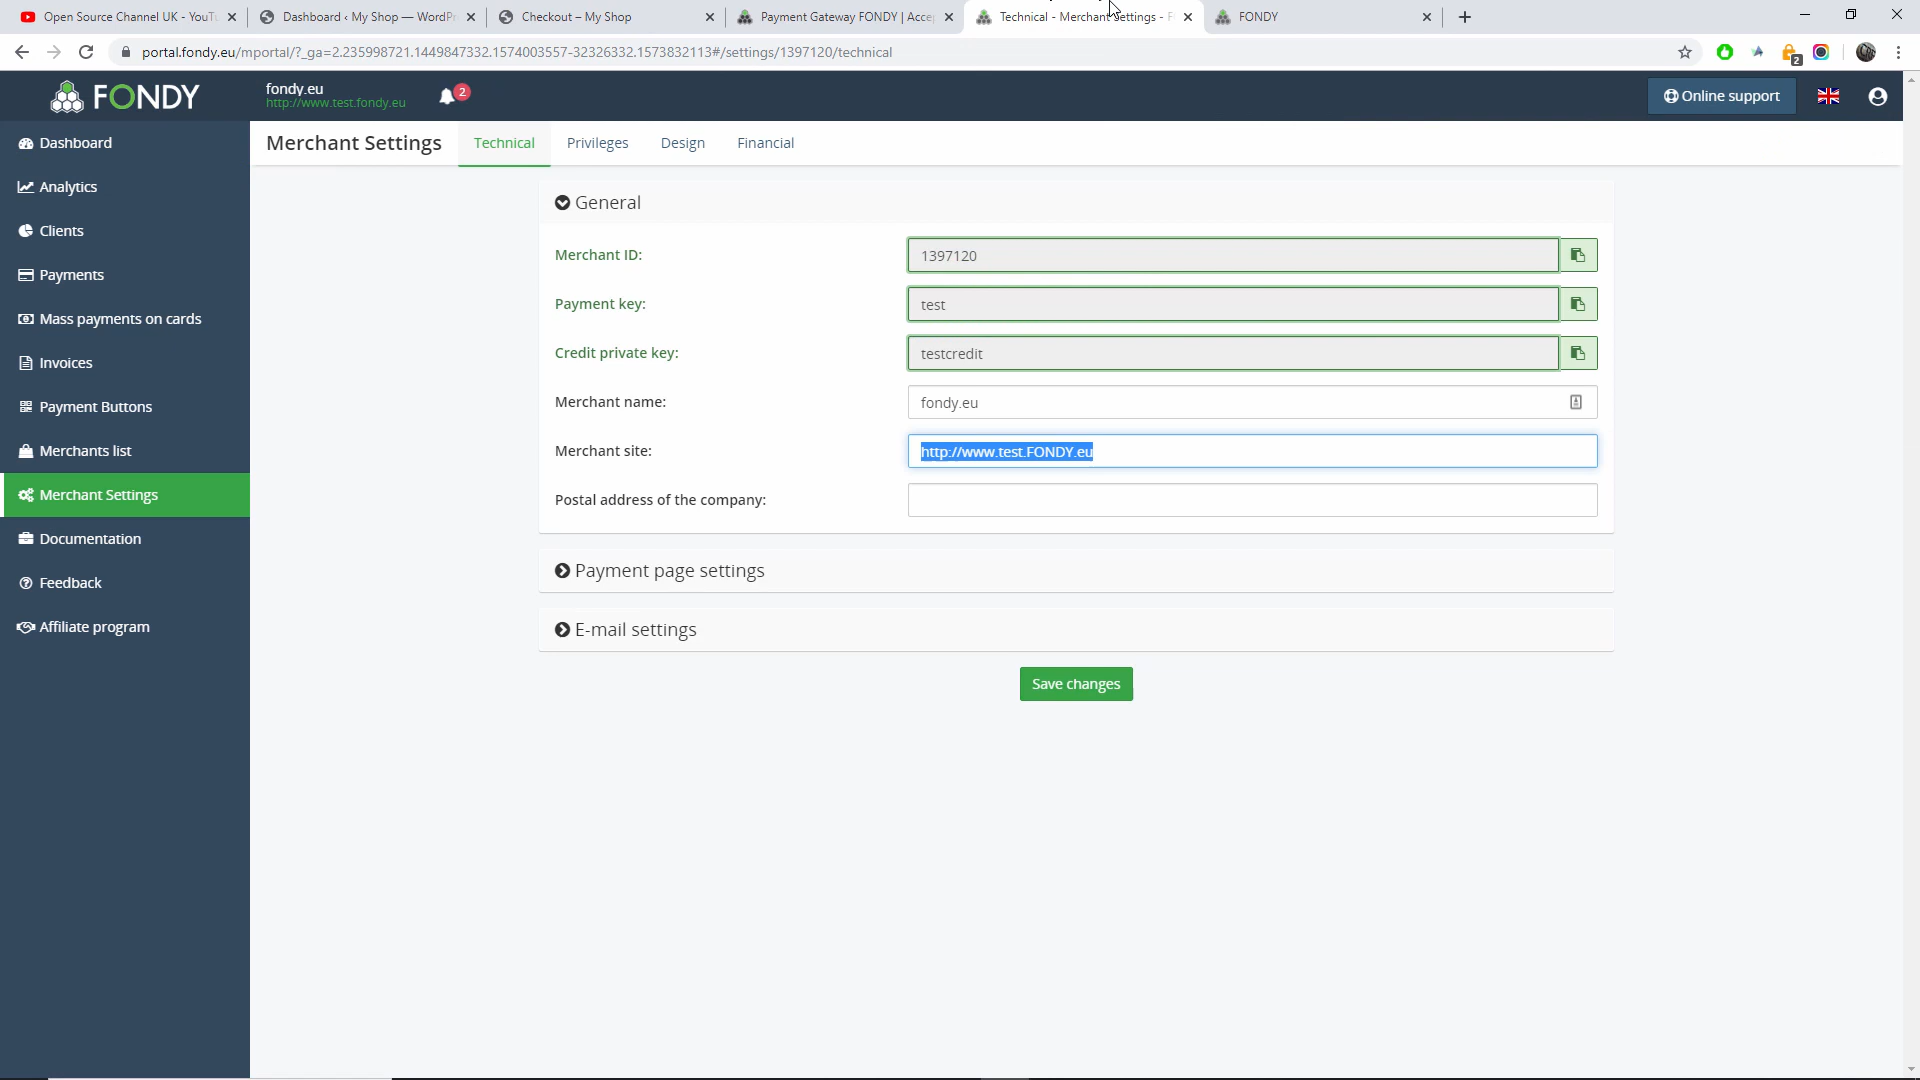 Open Source Channel UK - YouTu
Dashboard ‹ My Shop — WordPr
Checkout – My Shop
Payment Gateway FONDY | Acce
Technical - Merchant Settings - F
FONDY
portal.fondy.eu/mportal/?_ga=2.235998721.1449847332.1574003557-32326332.1573832113#/settings/1397120/technical
2
FONDY
fondy.eu
http://www.test.fondy.eu
2
Online support
Dashboard
Analytics
Clients
Payments
Mass payments on cards
Invoices
Payment Buttons
Merchants list
Merchant Settings
Documentation
Feedback
Affiliate program
Merchant Settings
Technical
Privileges
Design
Financial
General
Merchant ID:
1397120
Payment key:
test
Credit private key:
testcredit
Merchant name:
fondy.eu
Merchant site:
http://www.test.FONDY.eu
Postal address of the company:
Payment page settings
E-mail settings
Save changes